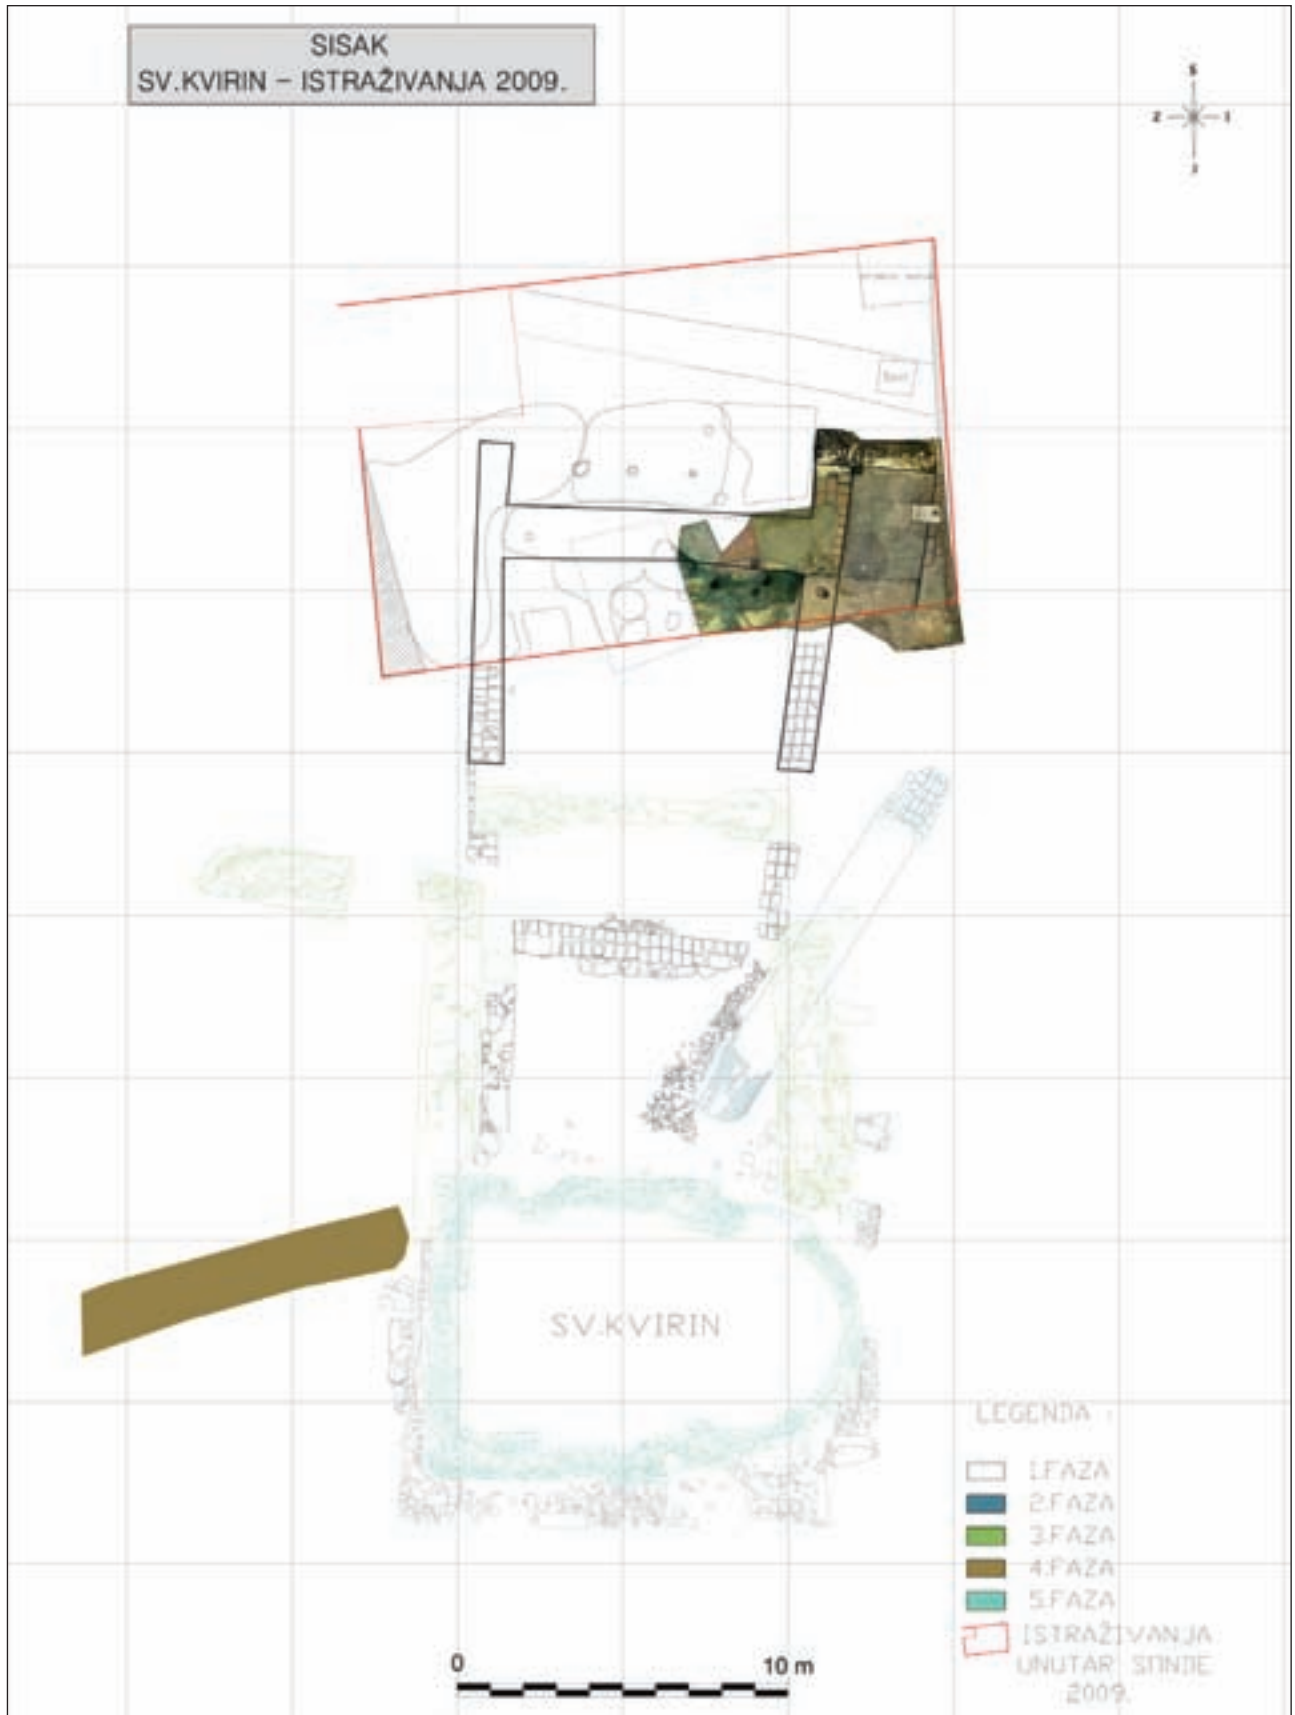 SISAK
SV.KVIRIN – ISTRAŽIVANJA 2009.
S
Z
I
J
SV.KVIRIN
LEGENDA :
1.FAZA
2.FAZA
3.FAZA
4.FAZA
5.FAZA
ISTRAŽIVANJA
UNUTAR SONDE
2009.
0
10 m